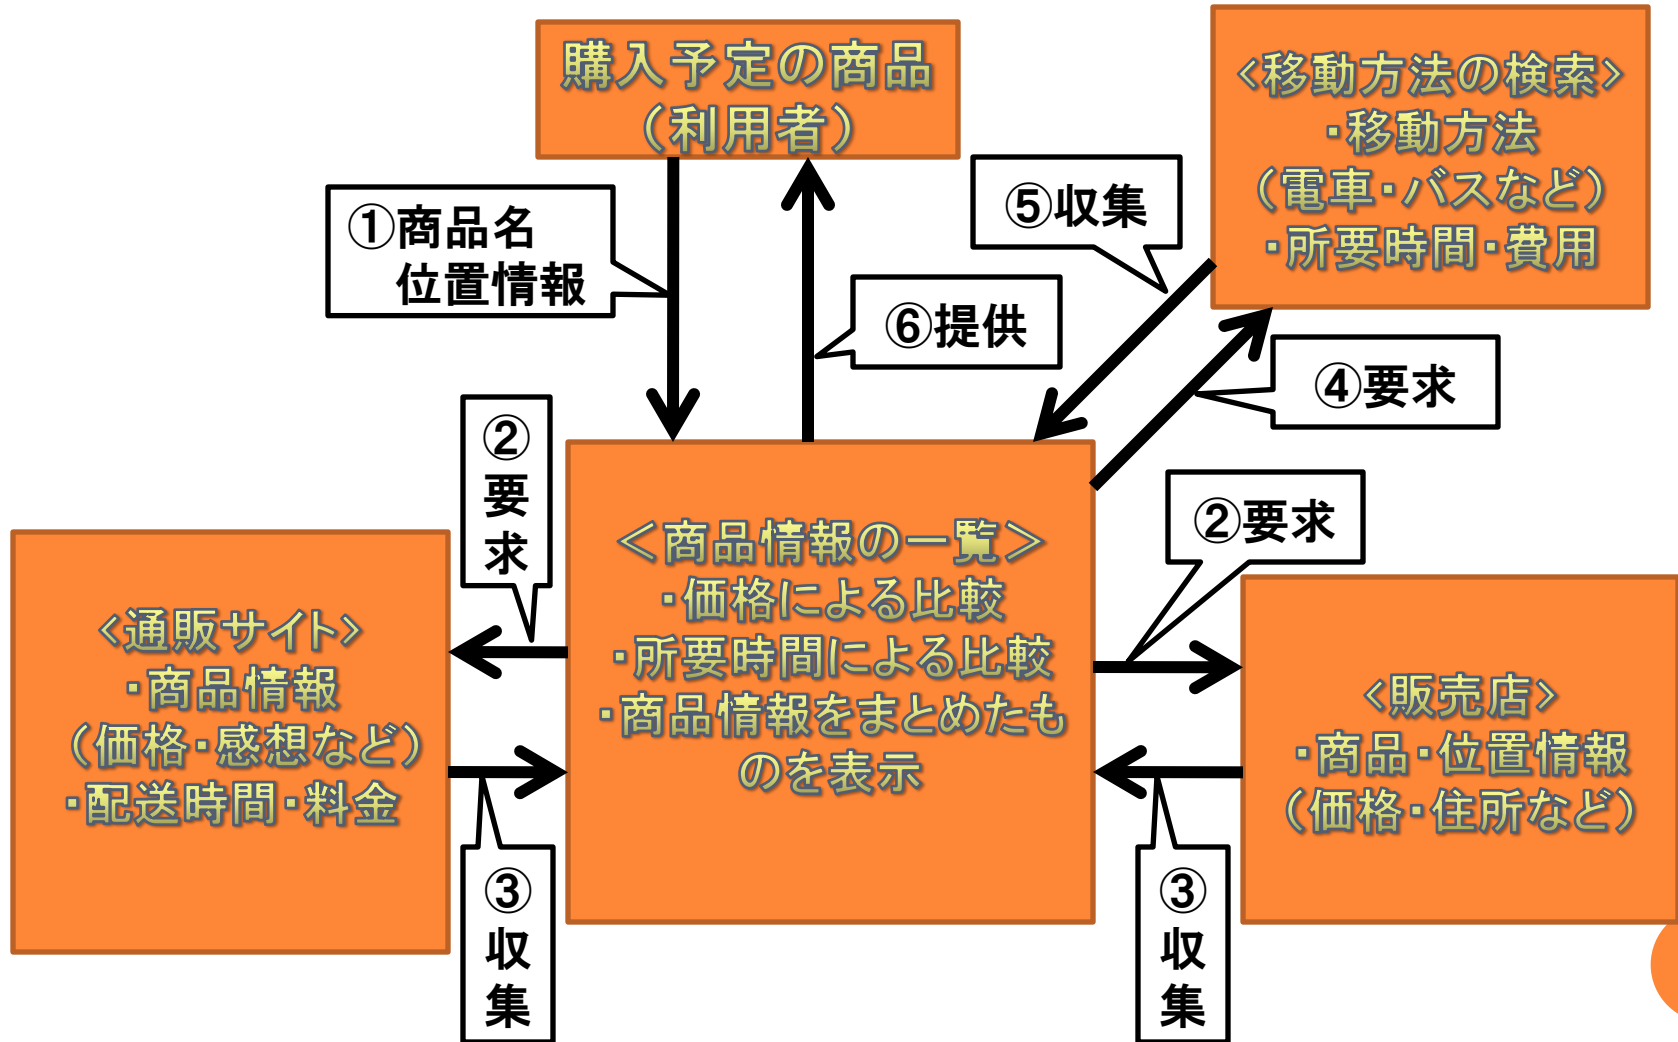 購入予定の商品
（利用者）
<移動方法の検索>
・移動方法
（電車・バスなど）
・所要時間・費用
①商品名
位置情報
⑤収集
⑥提供
④要求
②
要
求
②要求
＜商品情報の一覧＞
・価格による比較
・所要時間による比較
・商品情報をまとめたも
のを表示
<通販サイト>
・商品情報
（価格・感想など）
・配送時間・料金
<販売店>
・商品・位置情報
（価格・住所など）
③
収
集
③
収
集